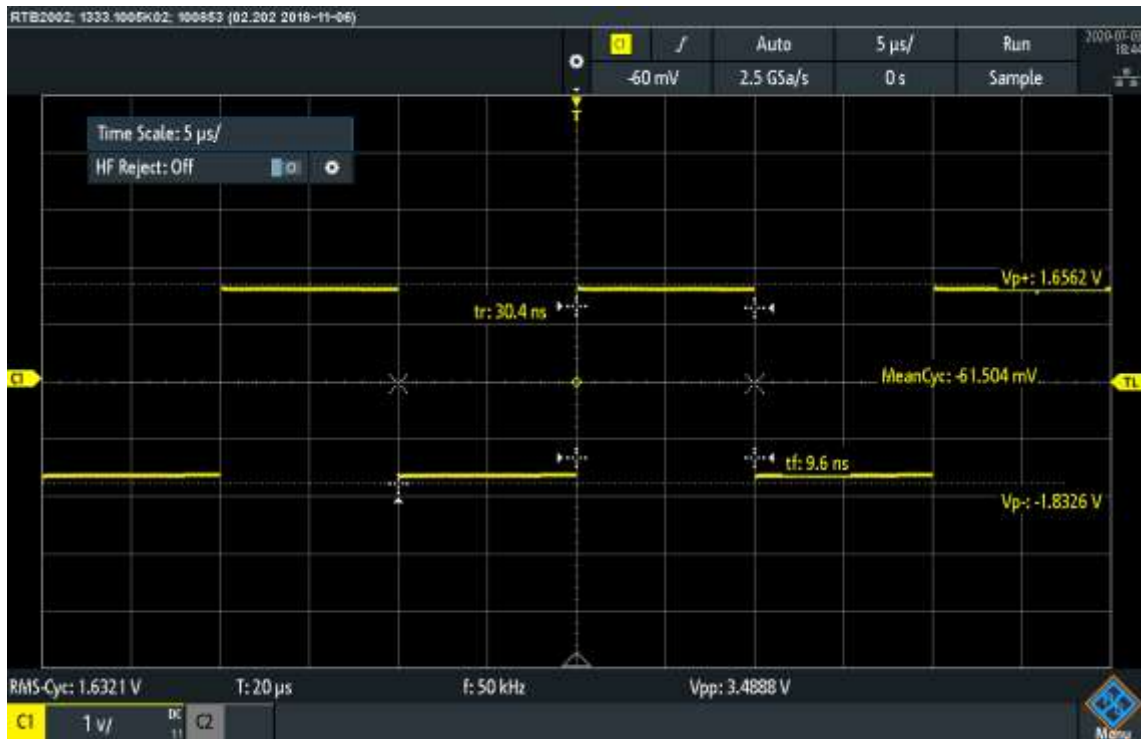 RTB2002; 1333.1005K02; 100853 (02.202 2018-11-06)
C1 Auto 5 µs/ Run
-60 mV 2.5 GSa/s 0 s Sample
T
Time Scale: 5 µs/
HF Reject: Off
Vp+: 1.6562 V
tr: 30.4 ns
C1
MeanCyc: -61.504 mV
TL
tf: 9.6 ns
Vp-: -1.8326 V
RMS-Cyc: 1.6321 V T: 20 µs f: 50 kHz Vpp: 3.4888 V
C1 1 V/ DC C2
Menu